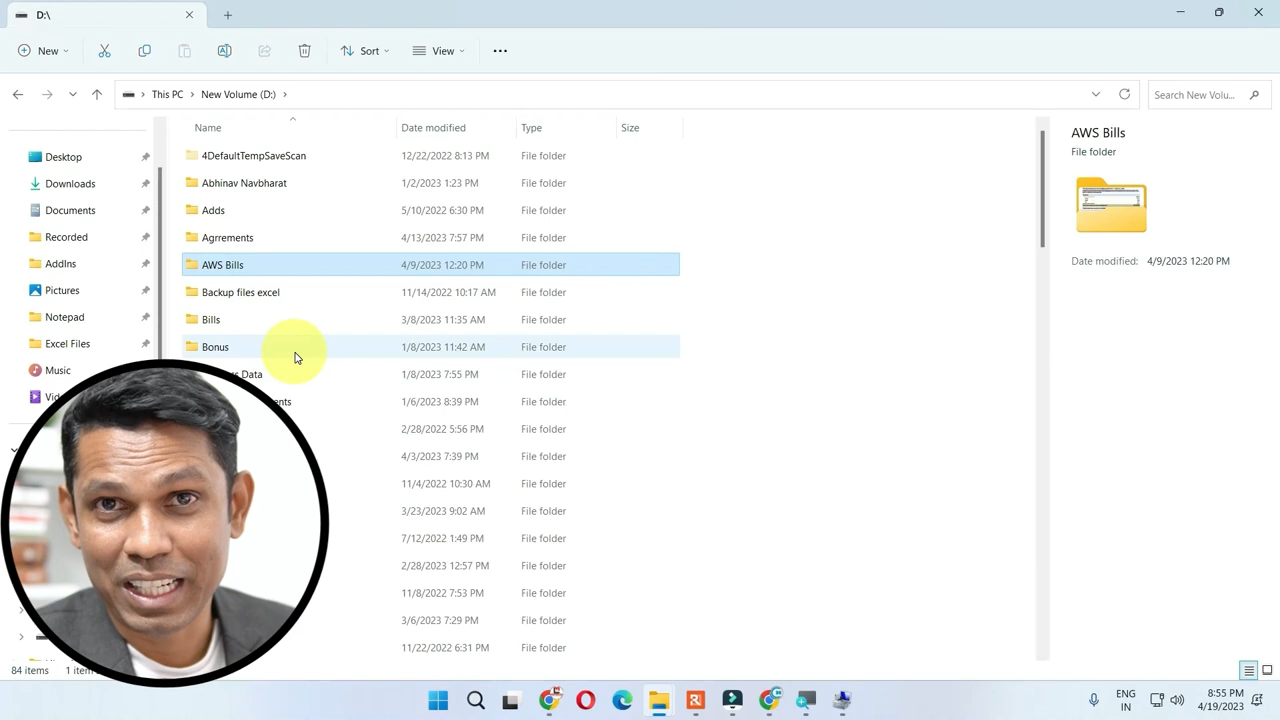 D:\
New
Sort
View
This PC
New Volume (D:)
Search New Volu...
Name
Date modified
Type
Size
Desktop
Downloads
Documents
Recorded
AddIns
Pictures
Notepad
Excel Files
Music
4DefaultTempSaveScan 12/22/2022 8:13 PM File folder
Abhinav Navbharat 1/2/2023 1:23 PM File folder
Adds 5/10/2022 6:30 PM File folder
Agrrements 4/13/2023 7:57 PM File folder
AWS Bills 4/9/2023 12:20 PM File folder
Backup files excel 11/14/2022 10:17 AM File folder
Bills 3/8/2023 11:35 AM File folder
Bonus 1/8/2023 11:42 AM File folder
Data 1/8/2023 7:55 PM File folder
1/6/2023 8:39 PM File folder
2/28/2023 5:56 PM File folder
4/3/2023 7:39 PM File folder
11/4/2022 10:30 AM File folder
3/23/2023 9:02 AM File folder
7/12/2022 1:49 PM File folder
2/28/2023 12:57 PM File folder
11/8/2022 7:53 PM File folder
3/6/2023 7:29 PM File folder
11/22/2022 6:31 PM File folder
AWS Bills
File folder
Date modified: 4/9/2023 12:20 PM
84 items
ENG
IN
8:55 PM
4/19/2023